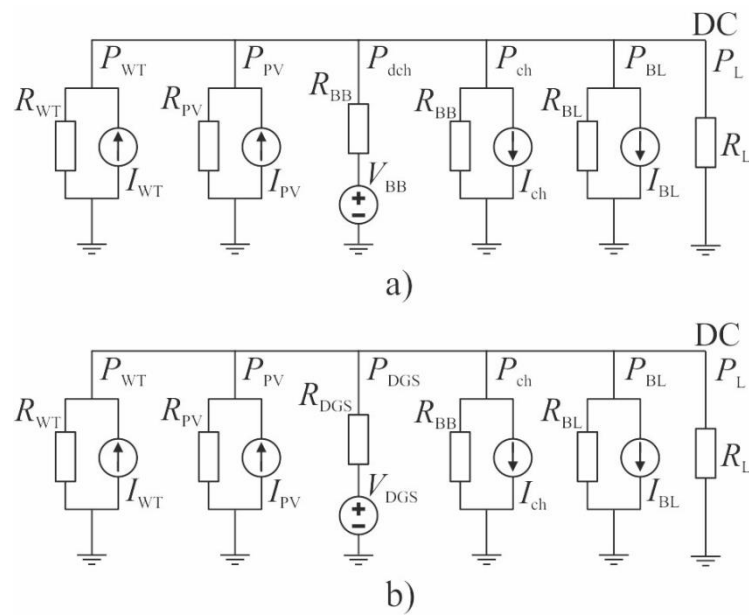 DC
P_WT P_PV P_dch P_ch P_BL P_L
R_WT R_PV R_BB R_BB R_BL R_L
+
−
V_BB
I_WT I_PV I_ch I_BL
a)
DC
P_WT P_PV P_DGS P_ch P_BL P_L
R_WT R_PV R_DGS R_BB R_BL R_L
+
−
V_DGS
I_WT I_PV I_ch I_BL
b)